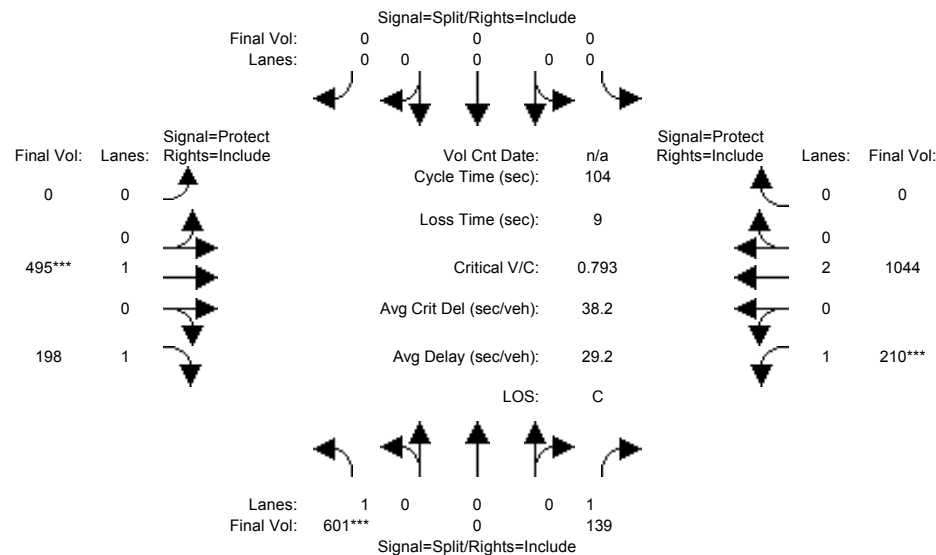 Signal=Split/Rights=Include
Final Vol: 0 0 0
Lanes: 0 0 0 0 0
Signal=Protect
Final Vol: Lanes: Rights=Include
Vol Cnt Date: n/a
Signal=Protect
Rights=Include Lanes: Final Vol:
Cycle Time (sec): 104
0 0
0 0
Loss Time (sec): 9
0
0
495*** 1
Critical V/C: 0.793
2 1044
0
Avg Crit Del (sec/veh): 38.2
0
198 1
Avg Delay (sec/veh): 29.2
1 210***
LOS: C
Lanes: 1 0 0 0 1
Final Vol: 601*** 0 139
Signal=Split/Rights=Include